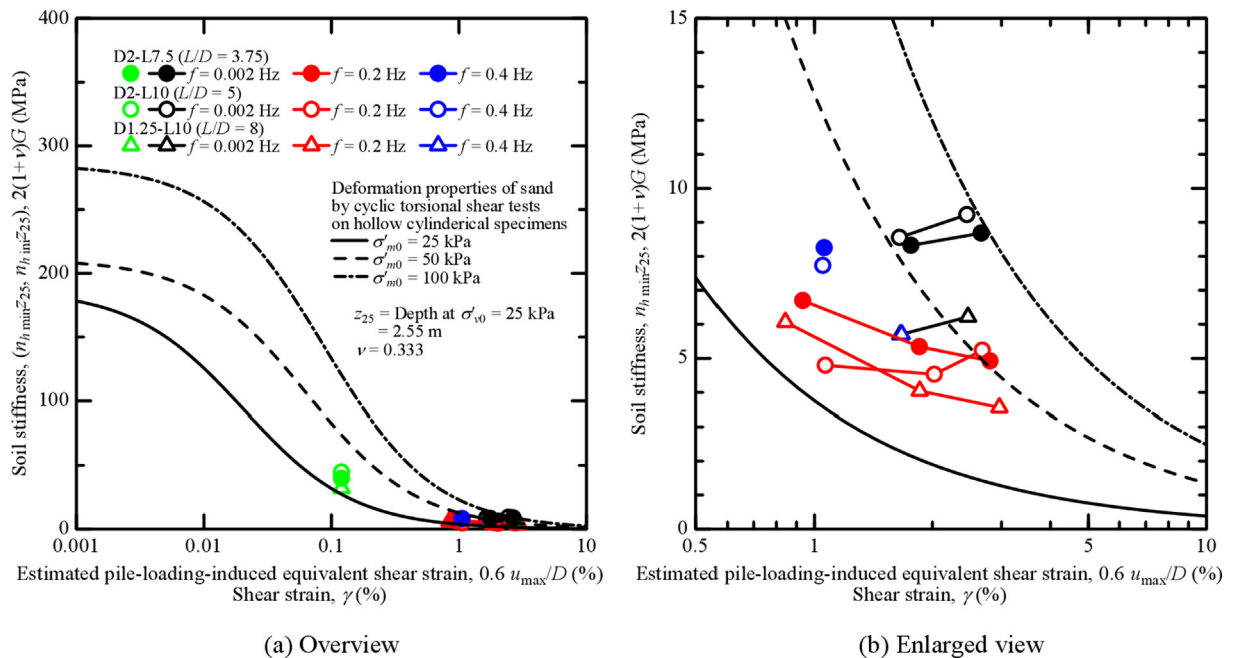 400
300
200
100
0
0.001
0.01
0.1
1
10
Soil stiffness, (n_h min z_25, n_h ini z_25), 2(1+ν)G (MPa)
D2-L7.5 (L/D = 3.75)
f = 0.002 Hz f = 0.2 Hz f = 0.4 Hz
D2-L10 (L/D = 5)
f = 0.002 Hz f = 0.2 Hz f = 0.4 Hz
D1.25-L10 (L/D = 8)
f = 0.002 Hz f = 0.2 Hz f = 0.4 Hz
Deformation properties of sand
by cyclic torsional shear tests
on hollow cylinderical specimens
σ'm0 = 25 kPa
σ'm0 = 50 kPa
σ'm0 = 100 kPa
z25 = Depth at σ'v0 = 25 kPa
= 2.55 m
ν = 0.333
Estimated pile-loading-induced equivalent shear strain, 0.6 umax/D (%)
Shear strain, γ (%)
(a) Overview
15
10
5
0
0.5
1
5
10
Soil stiffness, n_h min z_25, 2(1+ν)G (MPa)
Estimated pile-loading-induced equivalent shear strain, 0.6 umax/D (%)
Shear strain, γ (%)
(b) Enlarged view